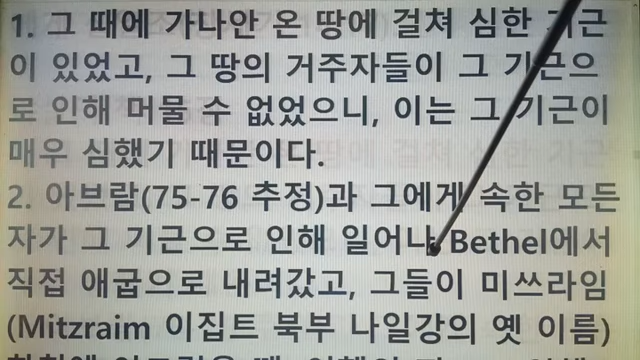 1. 그 때에 가나안 온 땅에 걸쳐 심한 기근
이 있었고, 그 땅의 거주자들이 그 기근으
로 인해 머물 수 없었으니, 이는 그 기근이
매우 심했기 때문이다.
2. 아브람(75-76 추정)과 그에게 속한 모든
자가 그 기근으로 인해 일어나 Bethel에서
직접 애굽으로 내려갔고, 그들이 미쓰라임
(Mitzraim 이집트 북부 나일강의 옛 이름)